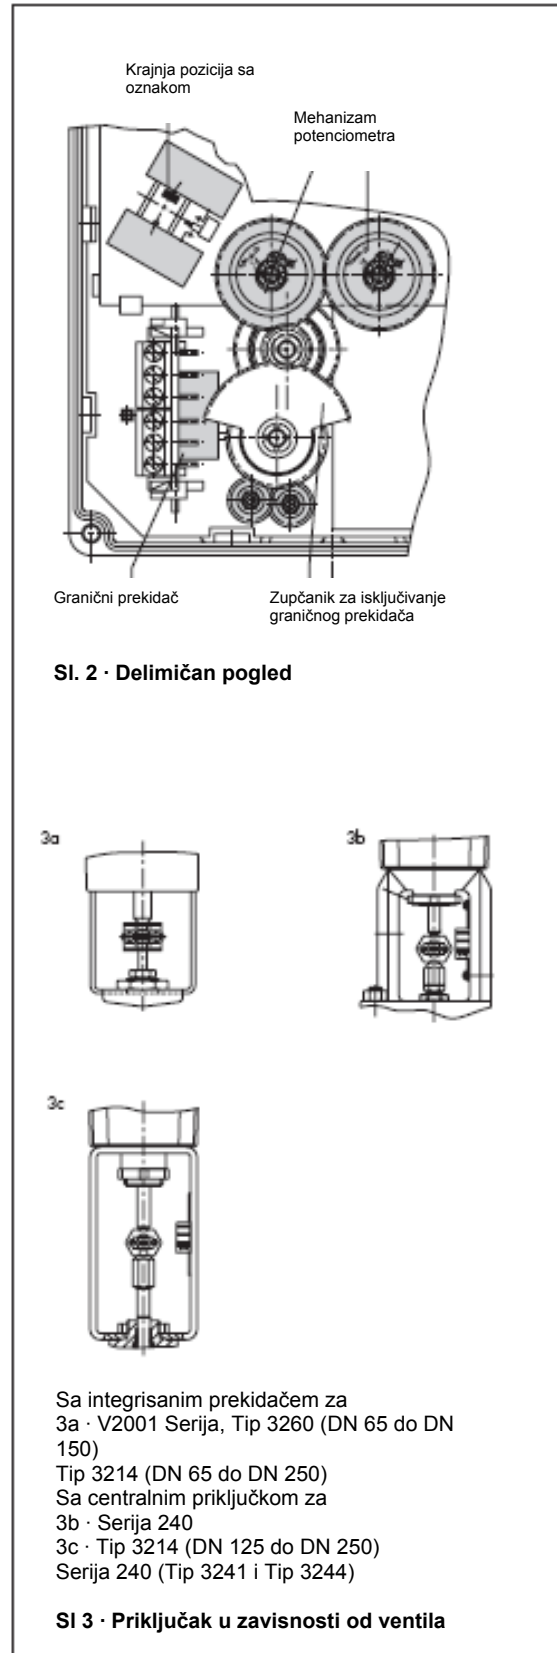 Krajnja pozicija sa
oznakom
Mehanizam
potenciometra
Granični prekidač
Zupčanik za isključivanje
graničnog prekidača
Sl. 2 · Delimičan pogled
3a
3b
3c
Sa integrisanim prekidačem za
3a · V2001 Serija, Tip 3260 (DN 65 do DN
150)
Tip 3214 (DN 65 do DN 250)
Sa centralnim priključkom za
3b · Serija 240
3c · Tip 3214 (DN 125 do DN 250)
Serija 240 (Tip 3241 i Tip 3244)
Sl 3 · Priključak u zavisnosti od ventila